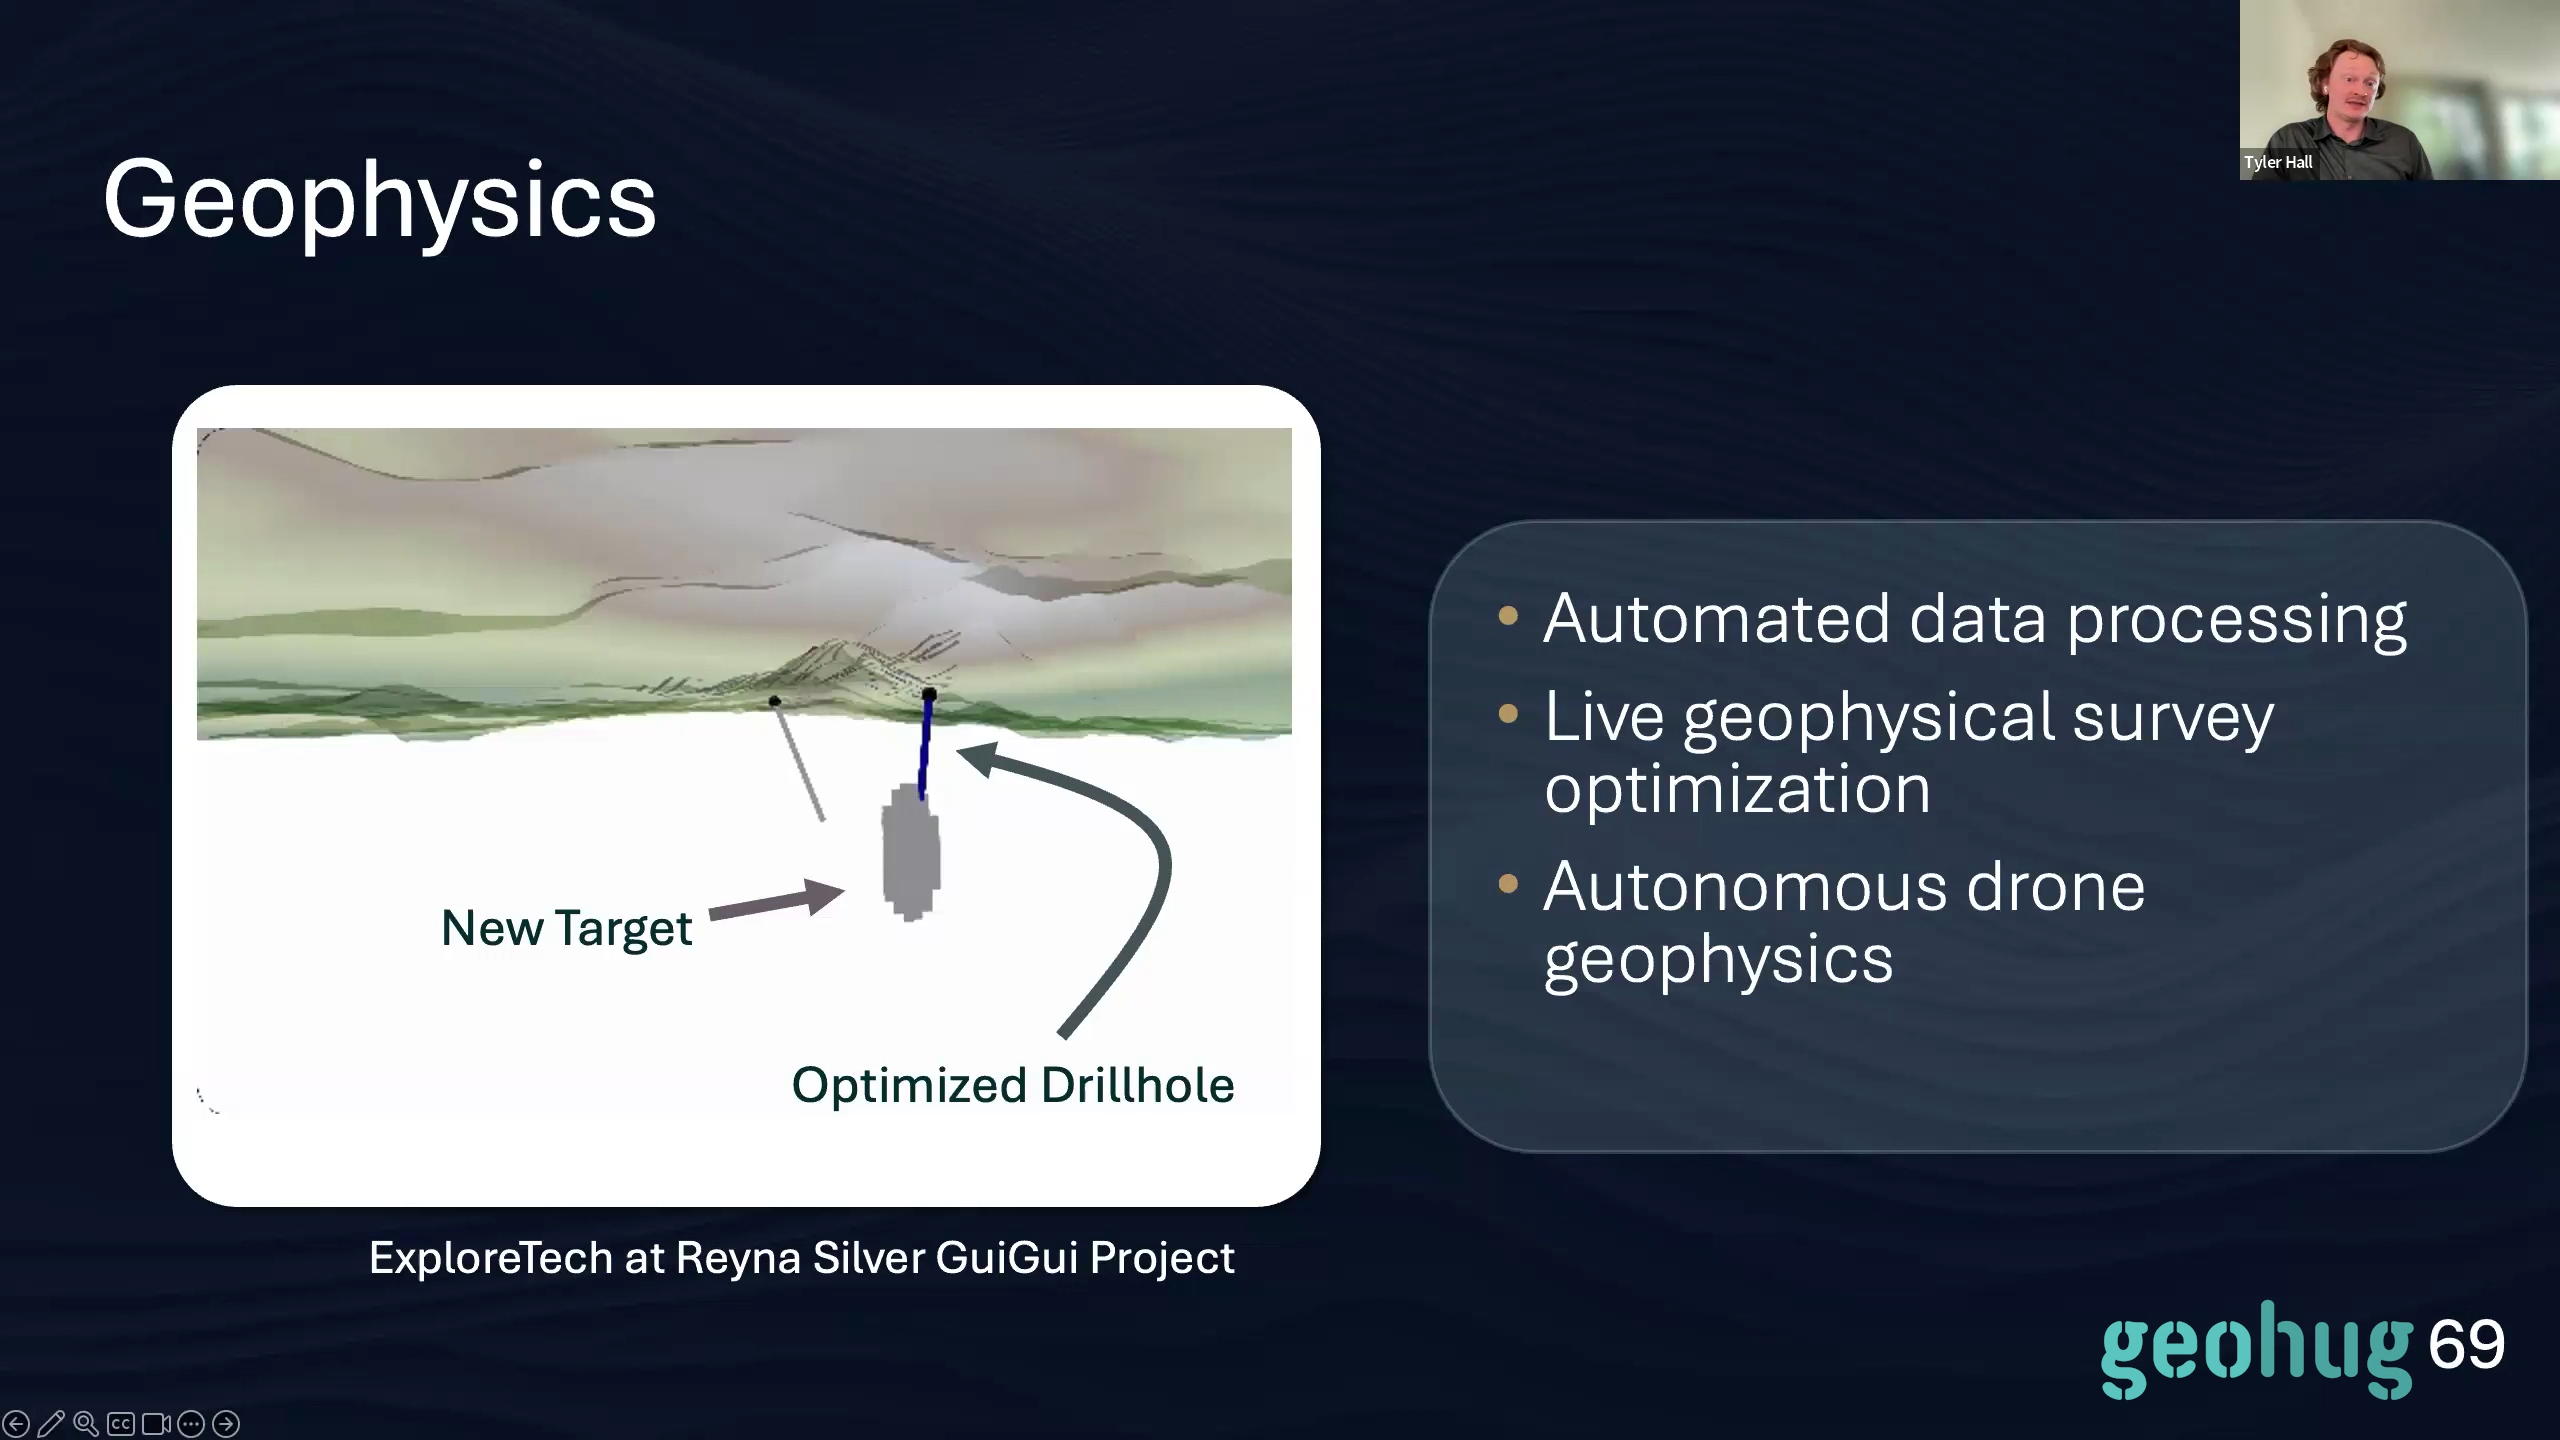 Tyler Hall
Geophysics
New Target
Optimized Drillhole
ExploreTech at Reyna Silver GuiGui Project
• Automated data processing
• Live geophysical survey
optimization
• Autonomous drone
geophysics
geohug 69
CC